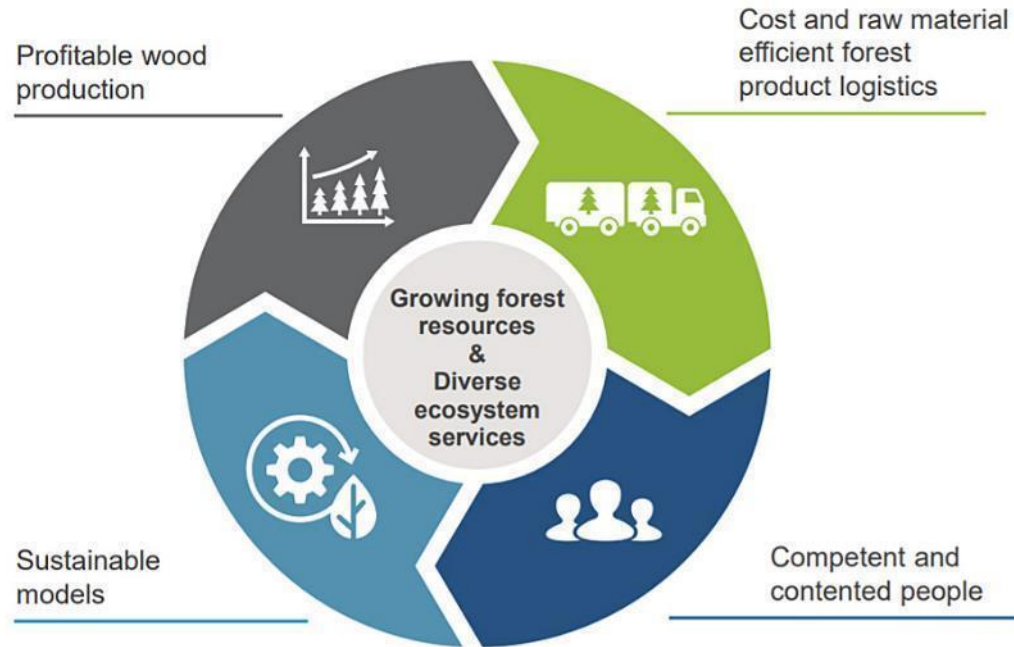 Profitable wood
production
Cost and raw material
efficient forest
product logistics
Growing forest
resources
&
Diverse
ecosystem
services
Sustainable
models
Competent and
contented people